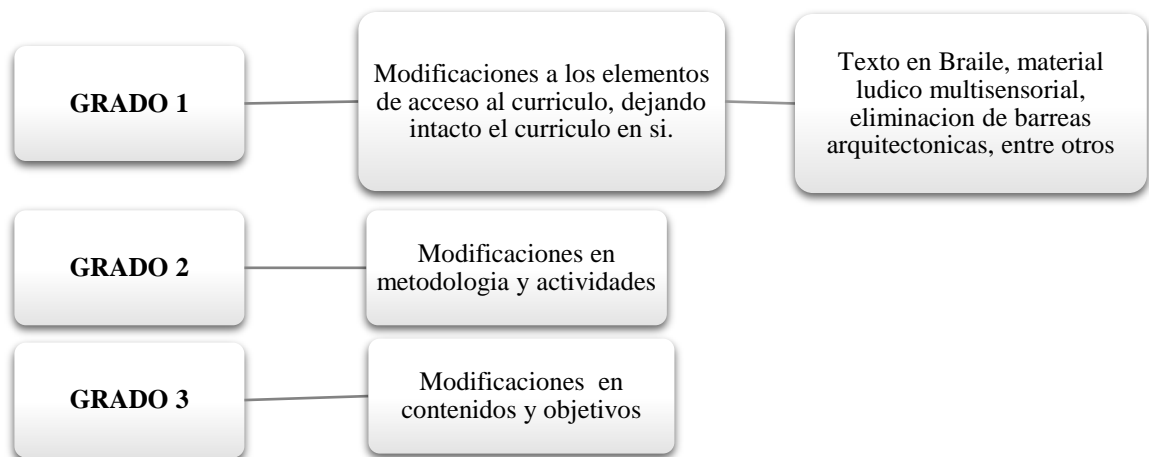 GRADO 1
Modificaciones a los elementos
de acceso al curriculo, dejando
intacto el curriculo en si.
Texto en Braile, material
ludico multisensorial,
eliminacion de barreas
arquitectonicas, entre otros
GRADO 2
Modificaciones en
metodologia y actividades
GRADO 3
Modificaciones en
contenidos y objetivos